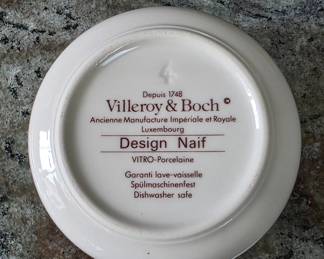 Depuis 1748
Villeroy & Boch ©
Ancienne Manufacture Impériale et Royale
Luxembourg
Design Naif
VITRO-Porcelaine
Garanti lave-vaisselle
Spülmaschinenfest
Dishwasher safe